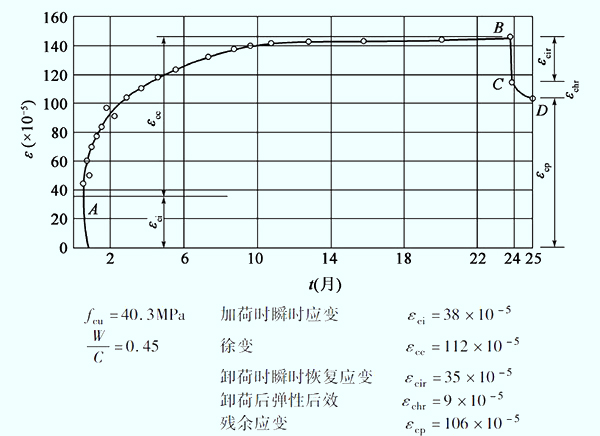 160
140
120
100
80
60
40
20
0
ε(×10⁻⁵)
A
B
C
D
ε_cc
ε_ci
ε_cir
ε_chr
ε_cp
2 4 6 8 10 12 14 16 18 22 24 25
t(月)
f_cu=40.3MPa 加荷时瞬时应变 ε_ci=38×10⁻⁵
W/C=0.45 徐变 ε_cc=112×10⁻⁵
卸荷时瞬时恢复应变 ε_cir=35×10⁻⁵
卸荷后弹性后效 ε_chr=9×10⁻⁵
残余应变 ε_cp=106×10⁻⁵